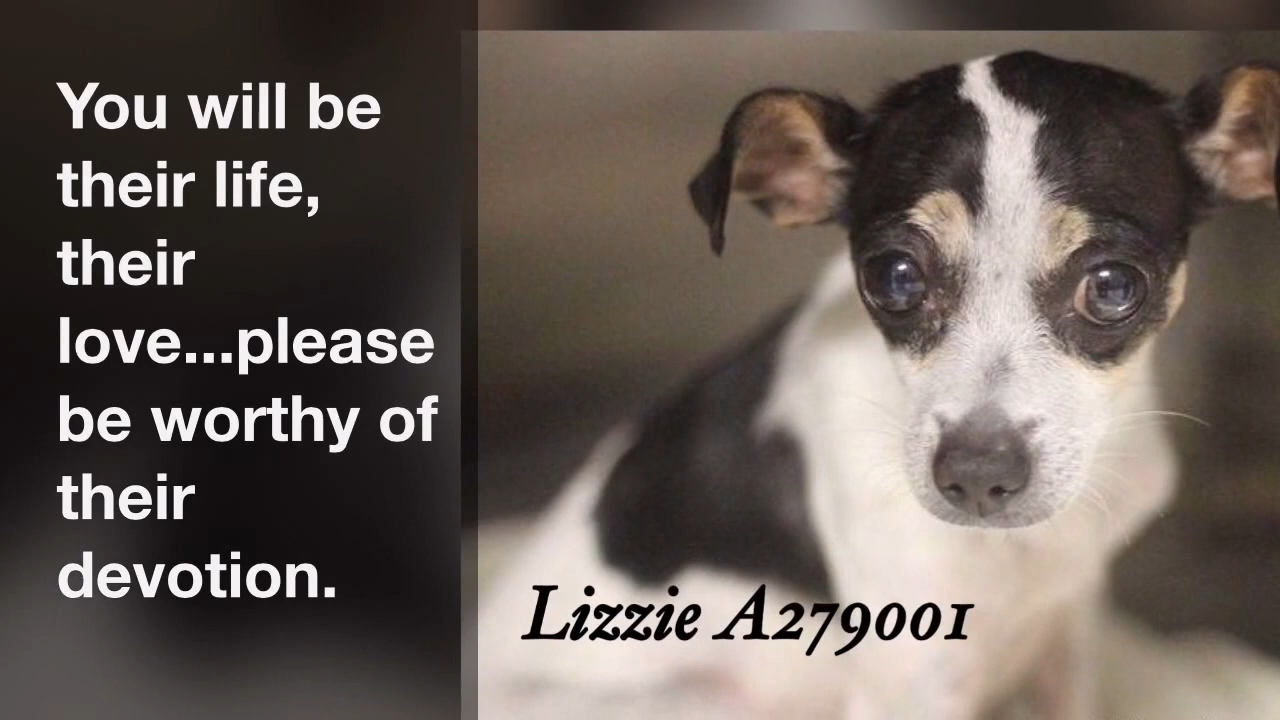 You will be
their life,
their
love...please
be worthy of
their
devotion.
Lizzie A279001